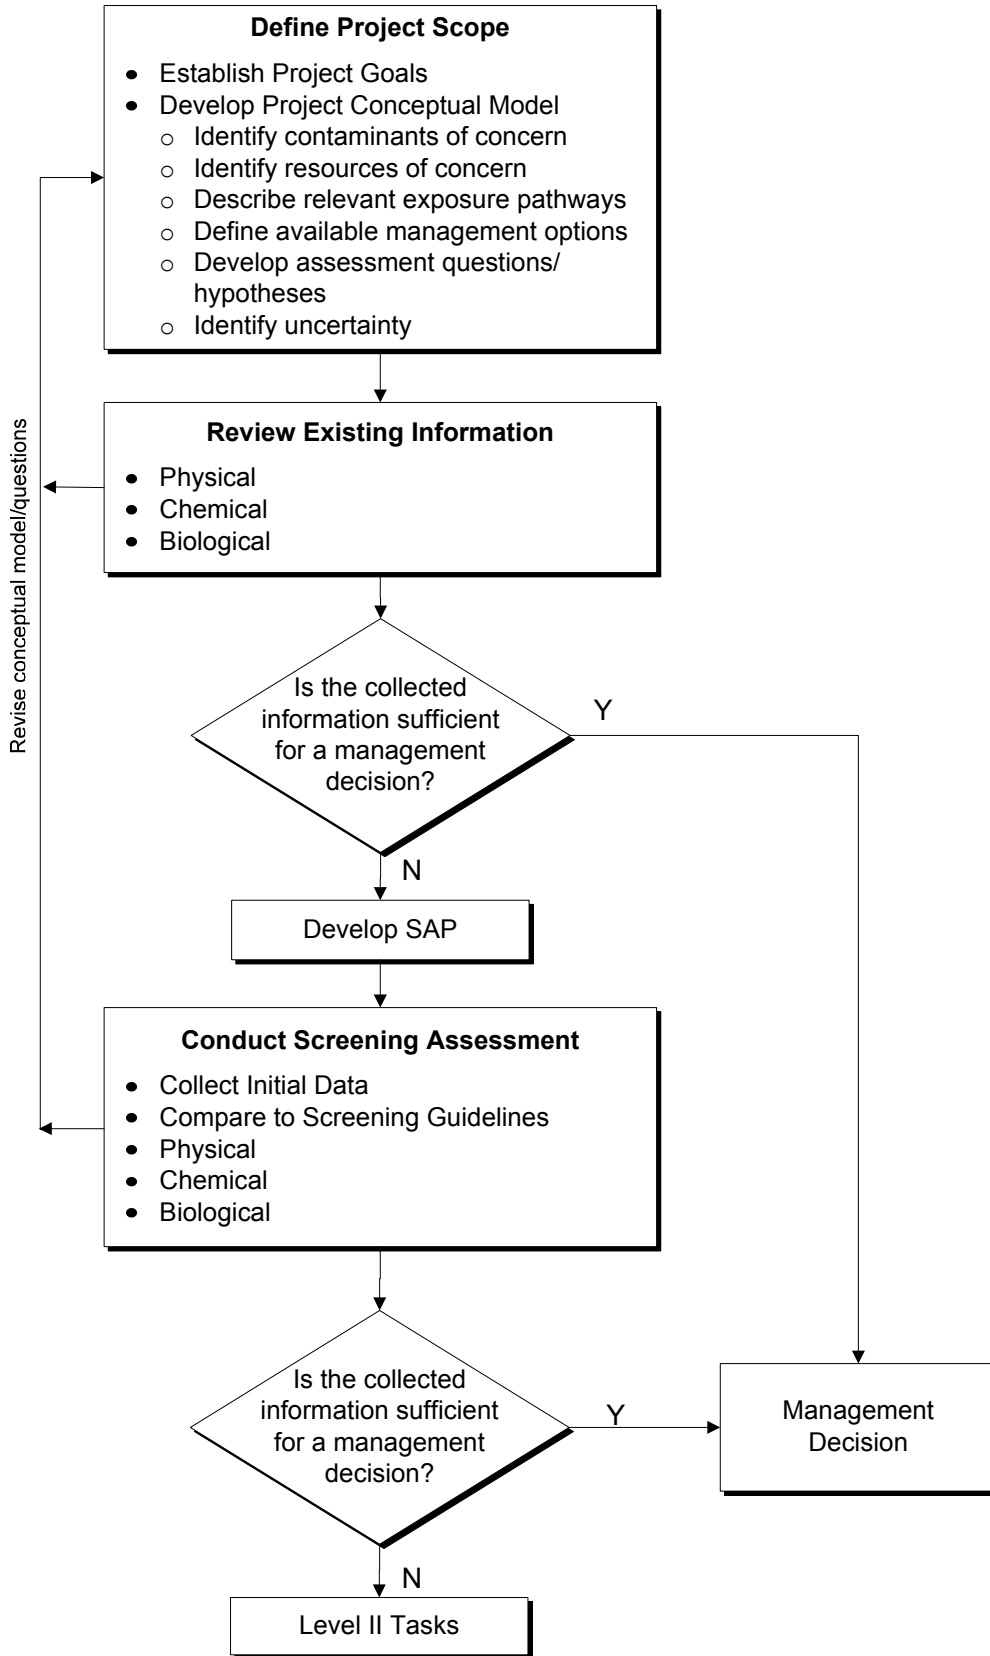 Define Project Scope
• Establish Project Goals
• Develop Project Conceptual Model
o Identify contaminants of concern
o Identify resources of concern
o Describe relevant exposure pathways
o Define available management options
o Develop assessment questions/
hypotheses
o Identify uncertainty
Revise conceptual model/questions
Review Existing Information
• Physical
• Chemical
• Biological
Is the collected
information sufficient
for a management
decision?
Y
N
Develop SAP
Conduct Screening Assessment
• Collect Initial Data
• Compare to Screening Guidelines
• Physical
• Chemical
• Biological
Is the collected
information sufficient
for a management
decision?
Y
Management
Decision
N
Level II Tasks